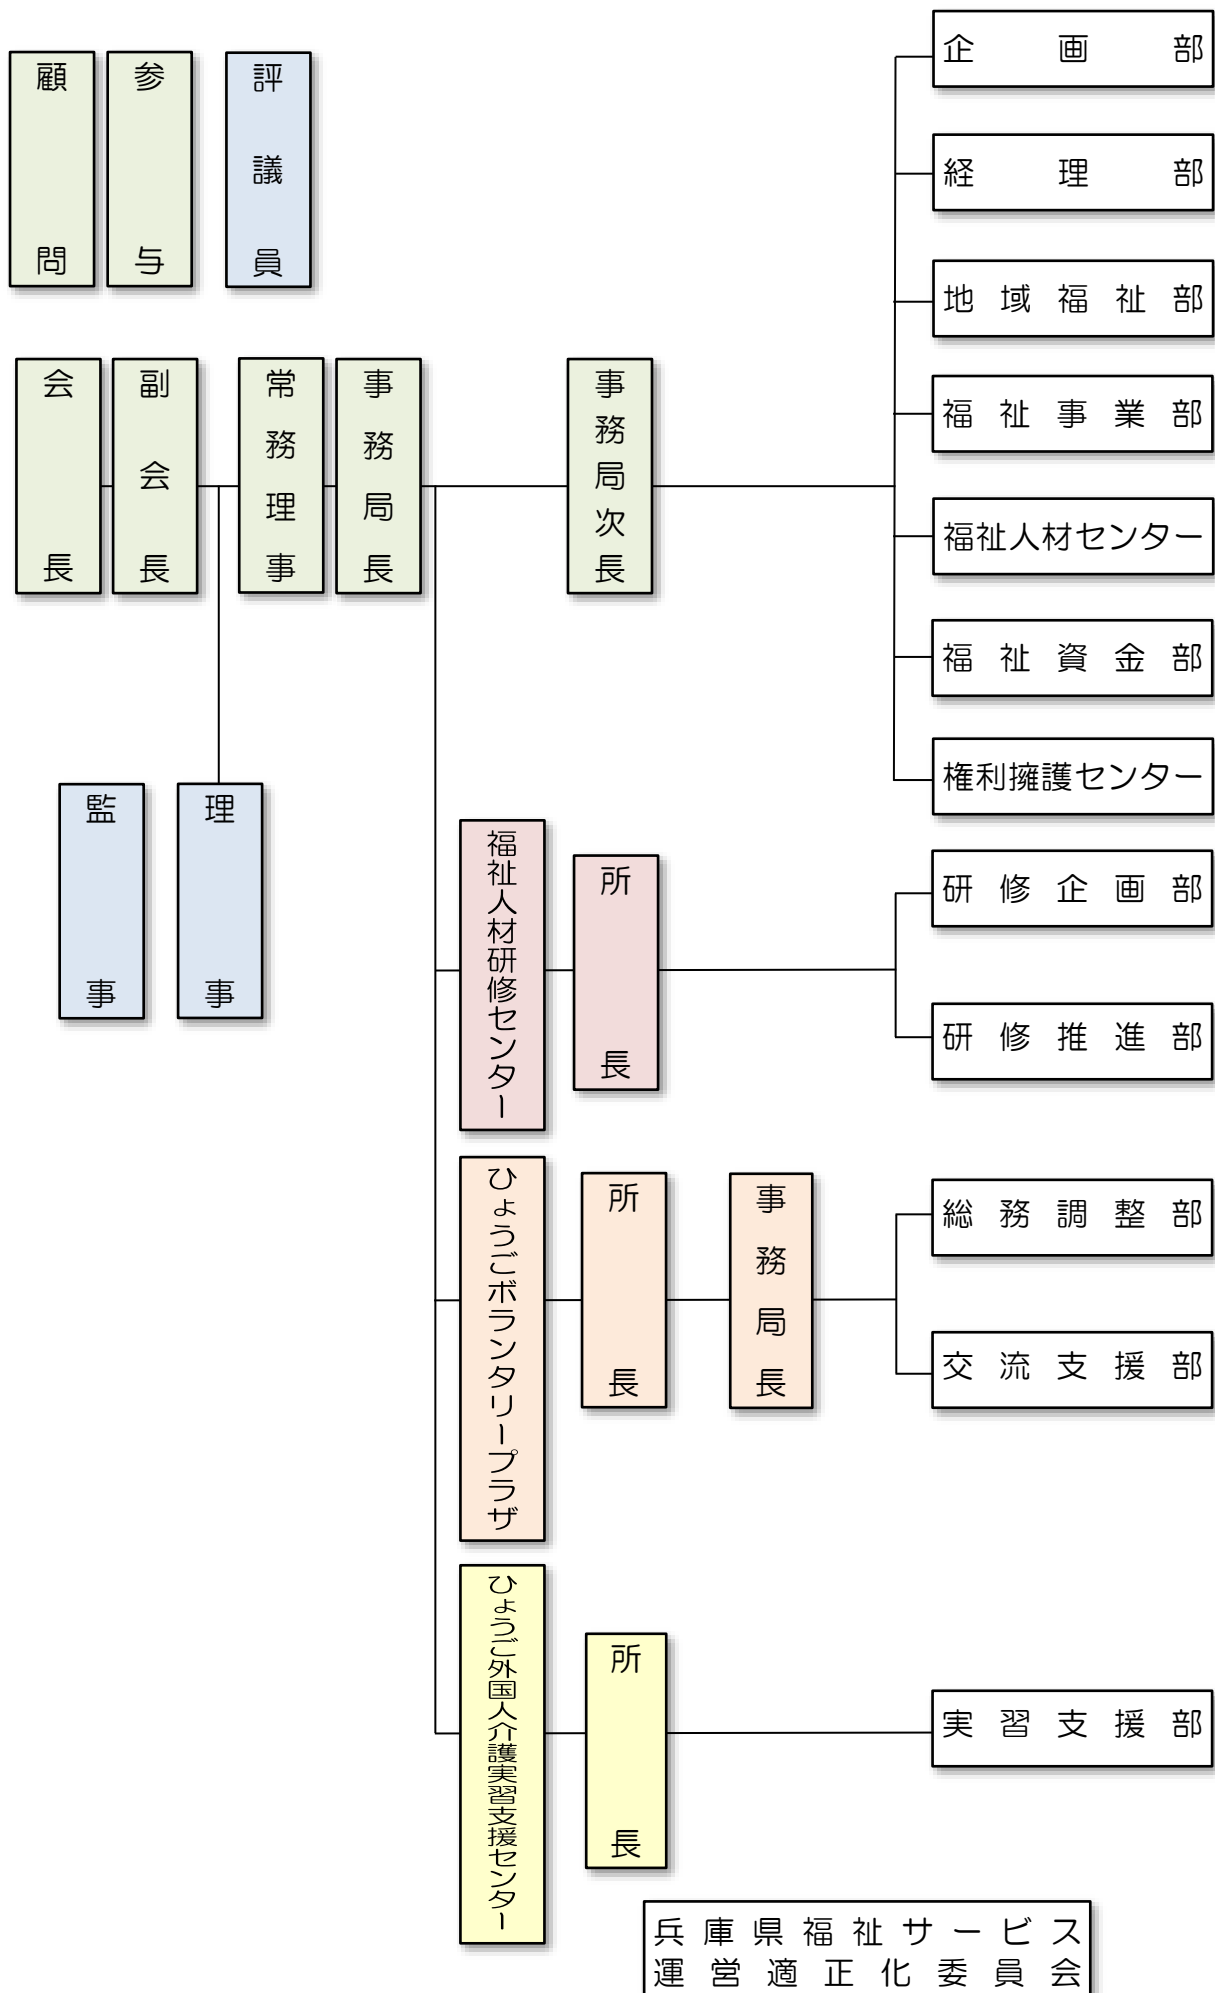 顧問
参与
評議員
会長
副会長
常務理事
事務局長
事務局次長
企画部
経理部
地域福祉部
福祉事業部
福祉人材センター
福祉資金部
権利擁護センター
監事
理事
福祉人材研修センター
所長
研修企画部
研修推進部
ひょうごボランタリープラザ
所長
事務局長
総務調整部
交流支援部
ひょうご外国人介護実習支援センター
所長
実習支援部
兵庫県福祉サービス
運営適正化委員会